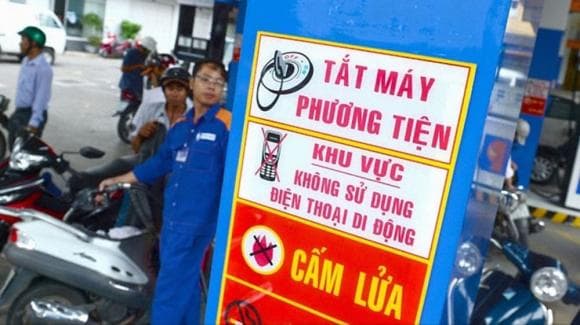 TẮT MÁY
PHƯƠNG TIỆN
KHU VỰC
KHÔNG SỬ DỤNG
ĐIỆN THOẠI DI ĐỘNG
CẤM LỬA